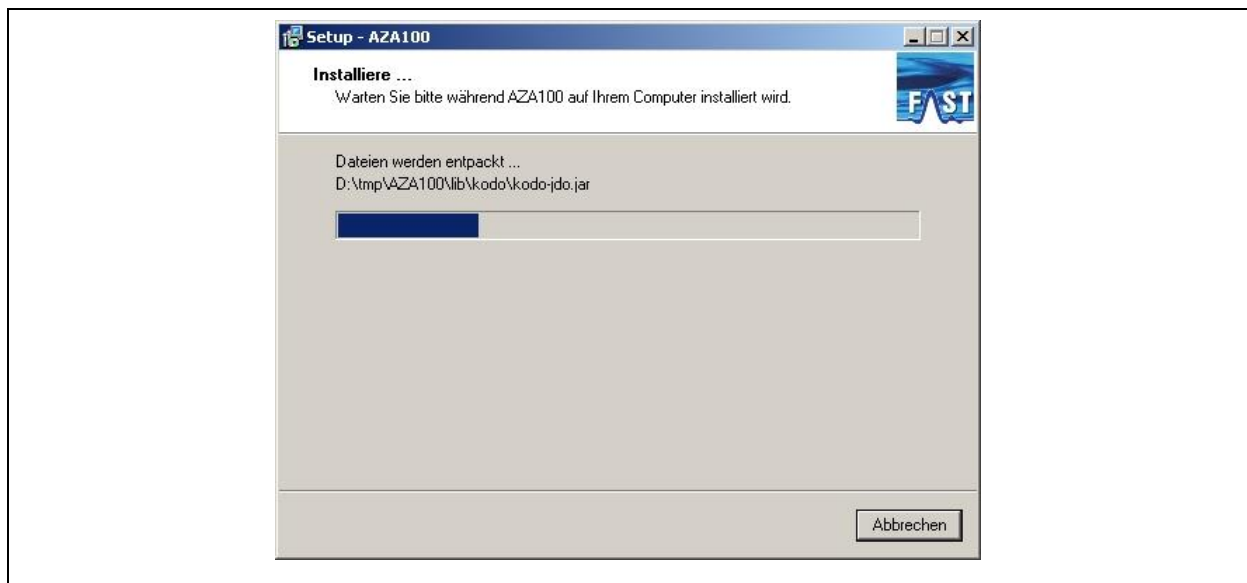 Setup - AZA100
Installiere ...
Warten Sie bitte während AZA100 auf Ihrem Computer installiert wird.
FAST
Dateien werden entpackt ...
D:\tmp\AZA100\lib\kodo\kodo-jdo.jar
Abbrechen